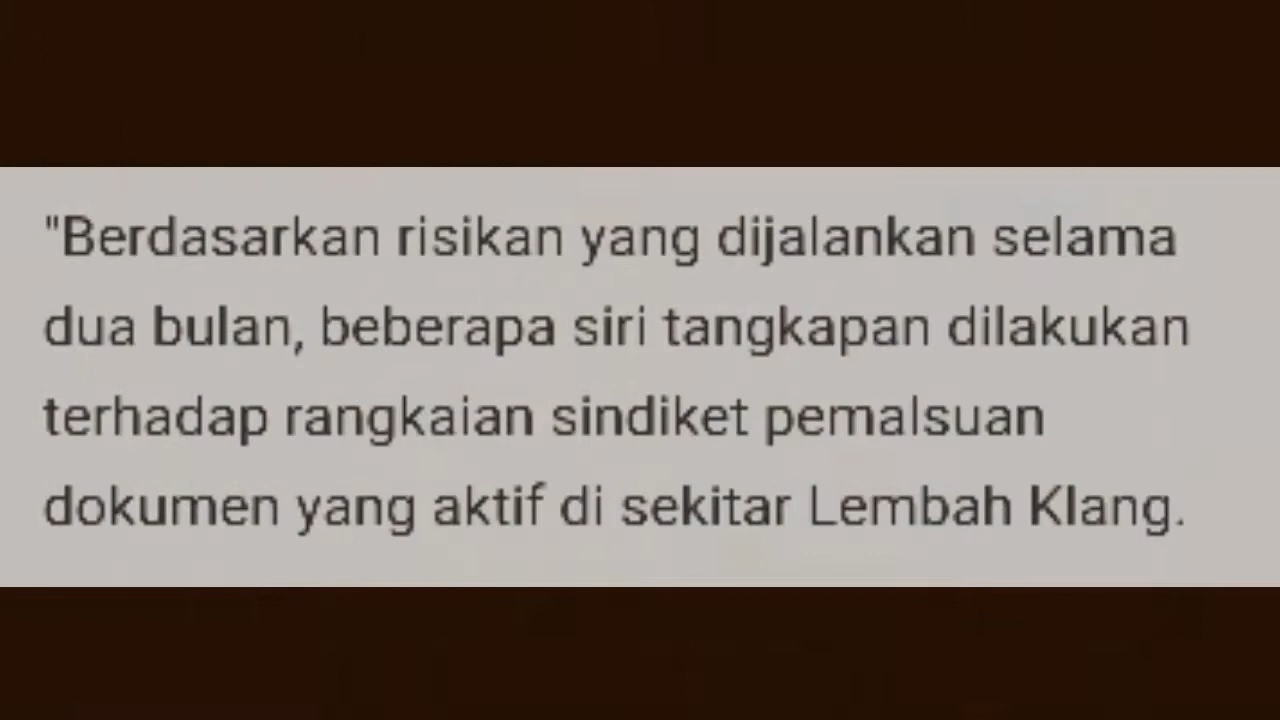 "Berdasarkan risikan yang dijalankan selama
dua bulan, beberapa siri tangkapan dilakukan
terhadap rangkaian sindiket pemalsuan
dokumen yang aktif di sekitar Lembah Klang.